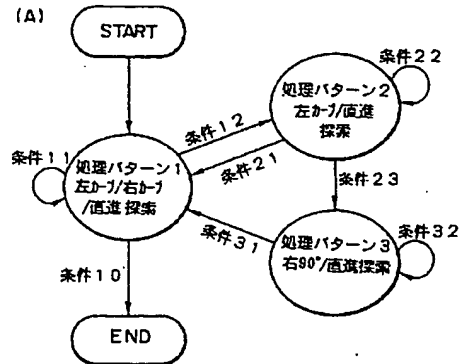 (A)
START
条件11
処理パターン1
左カーブ/右カーブ
/直進探索
条件12
条件21
処理パターン2
左カーブ/直進
探索
条件22
条件23
条件31
処理パターン3
右90°/直進探索
条件32
条件10
END